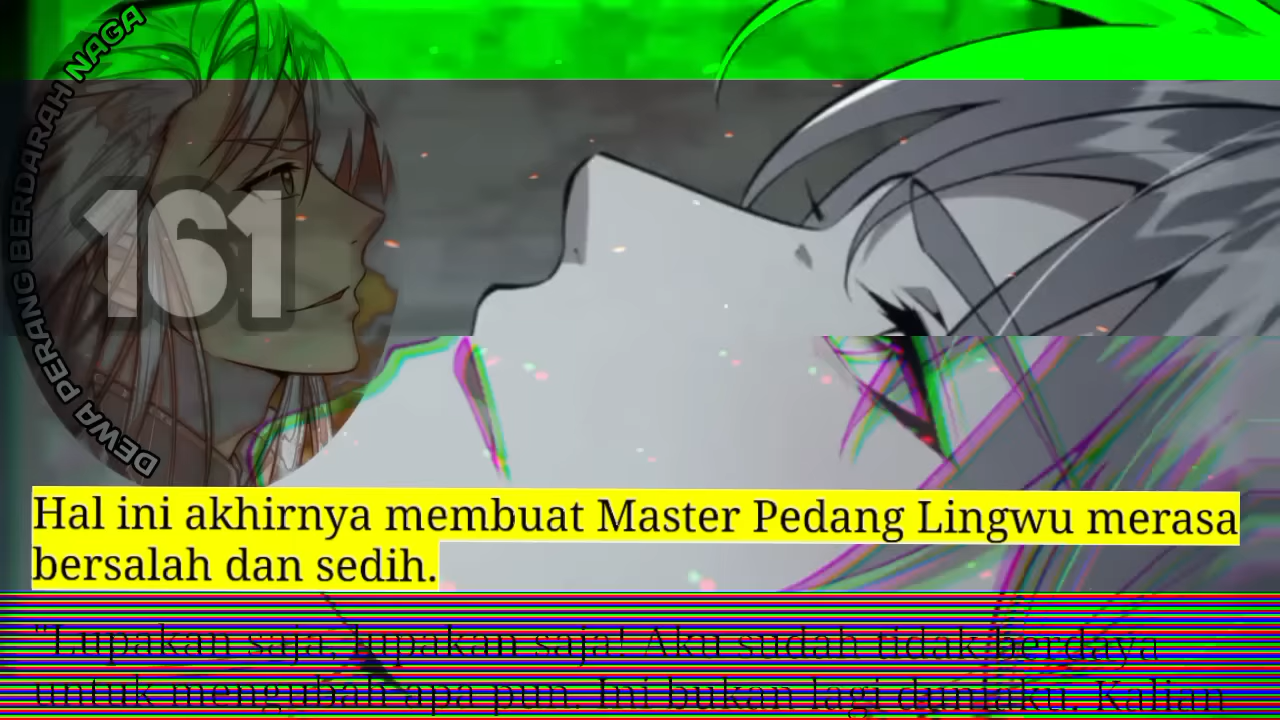 DEWA PERANG BERDARAH NAGA
161
Hal ini akhirnya membuat Master Pedang Lingwu merasa
bersalah dan sedih.
"Lupakan saja, lupakan saja! Aku sudah tidak berdaya
untuk mengubah apa pun. Ini bukan lagi duniaku. Kalian